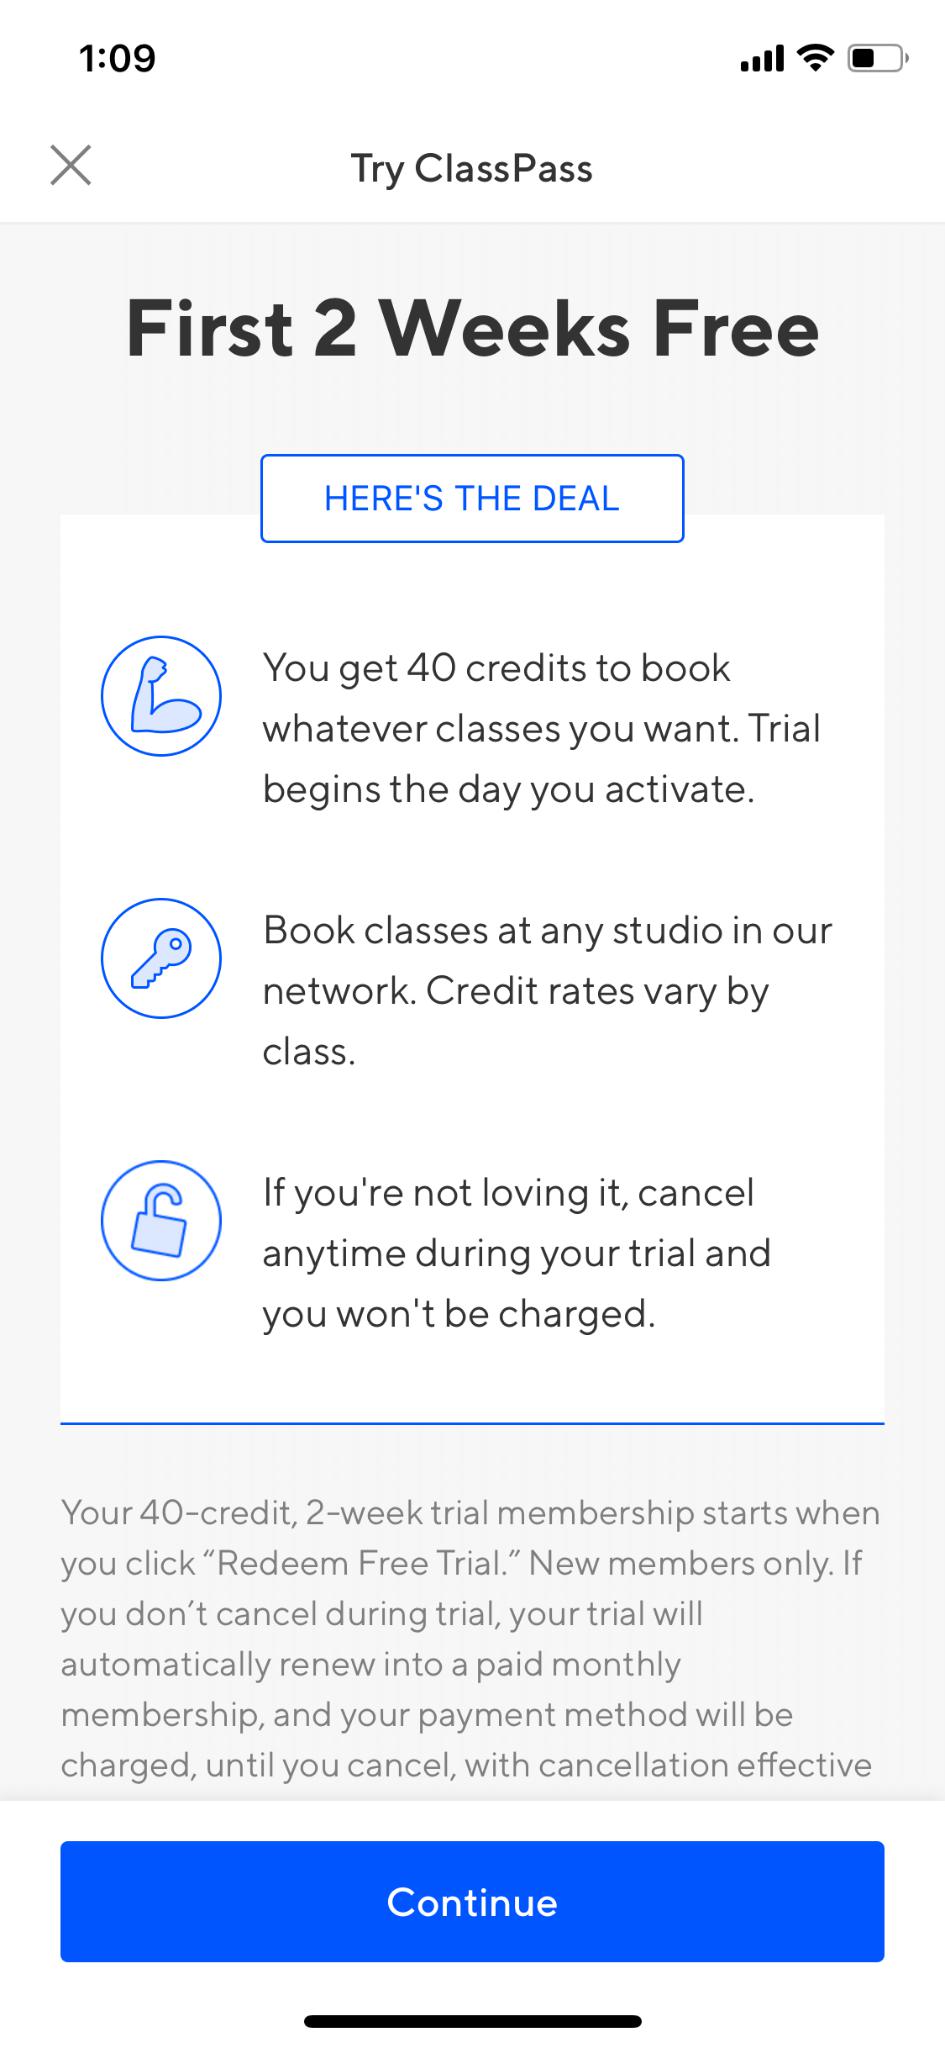 1:09
Try ClassPass
First 2 Weeks Free
HERE'S THE DEAL
You get 40 credits to book
whatever classes you want. Trial
begins the day you activate.
Book classes at any studio in our
network. Credit rates vary by
class.
If you're not loving it, cancel
anytime during your trial and
you won't be charged.
Your 40-credit, 2-week trial membership starts when
you click “Redeem Free Trial.” New members only. If
you don’t cancel during trial, your trial will
automatically renew into a paid monthly
membership, and your payment method will be
charged, until you cancel, with cancellation effective
Continue